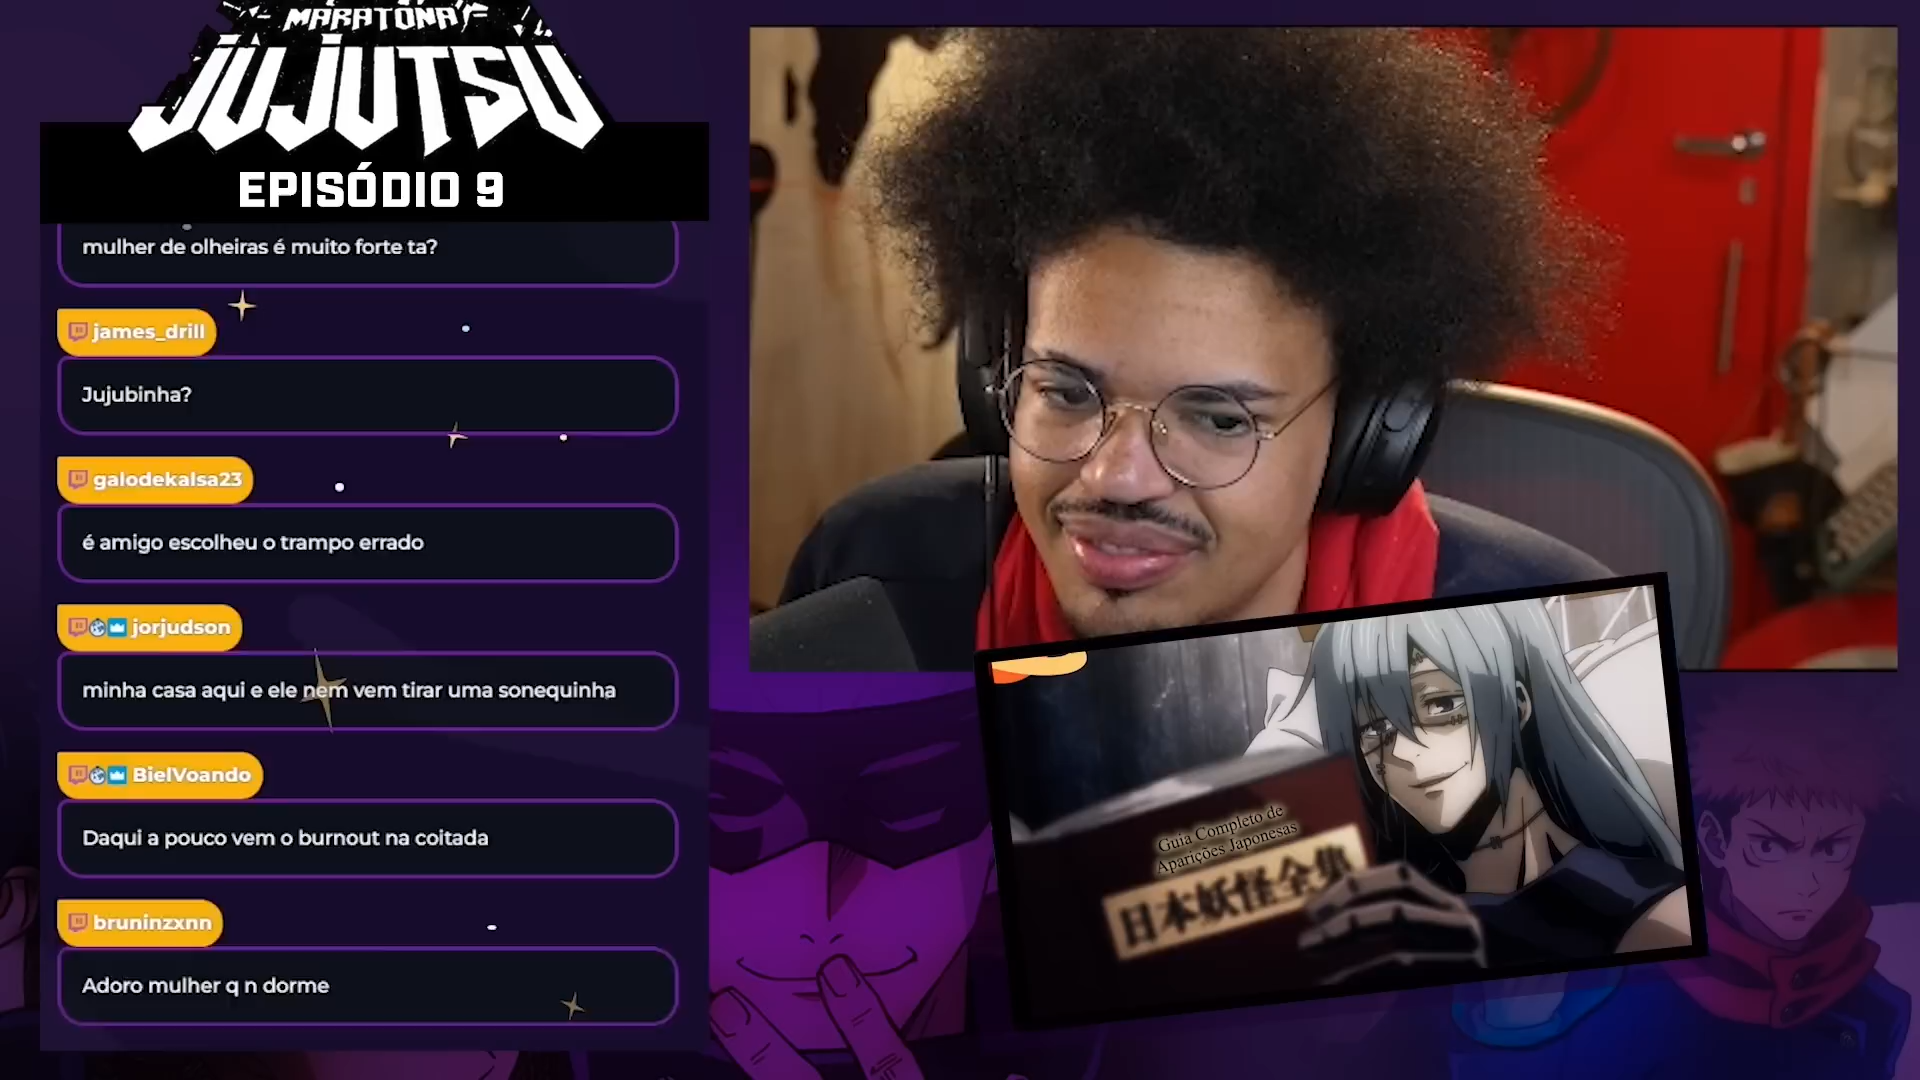 MARATONA
JUJUTSU
EPISÓDIO 9
mulher de olheiras é muito forte ta?
james_drill
Jujubinha?
galodekalsa23
é amigo escolheu o trampo errado
jorjudson
minha casa aqui e ele nem vem tirar uma sonequinha
BielVoando
Daqui a pouco vem o burnout na coitada
bruninzxnn
Adoro mulher q n dorme
Guia Completo de
Aparições Japonesas
日本妖怪全集